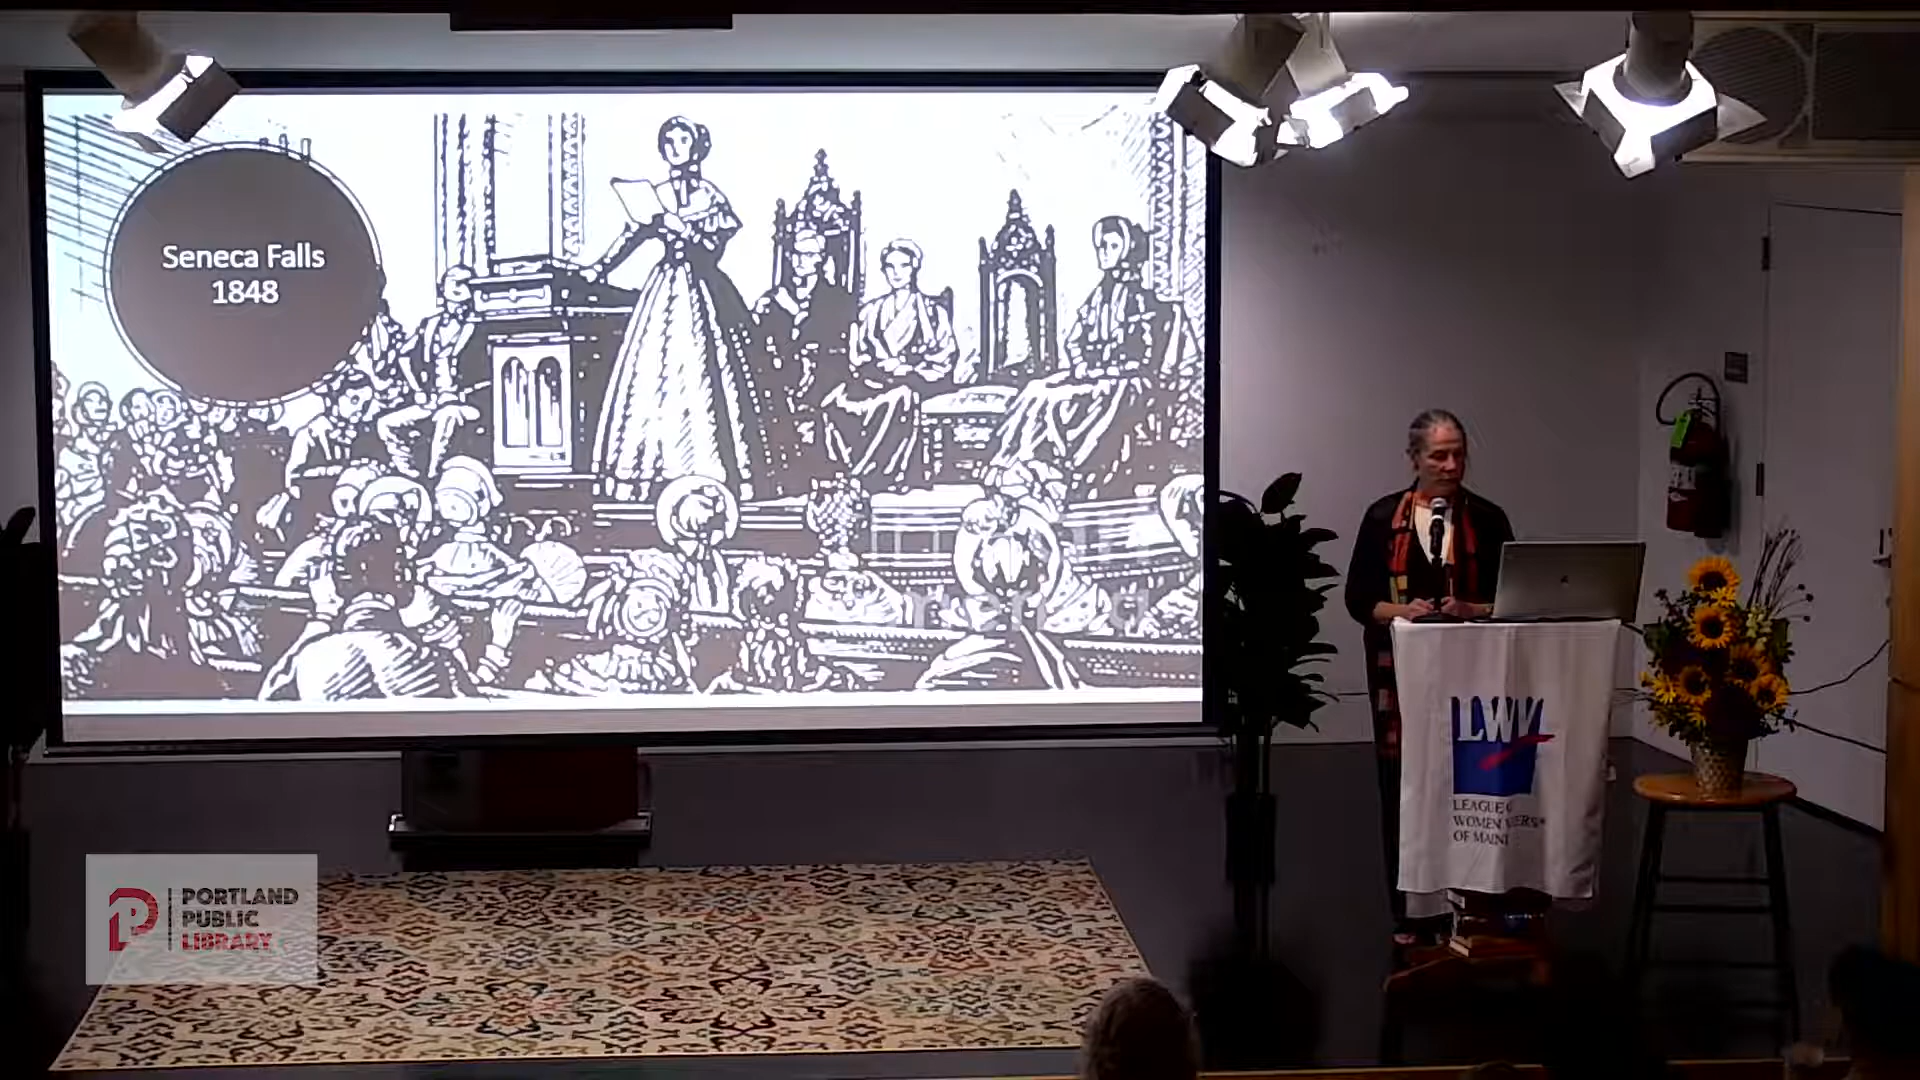 Seneca Falls
1848
LWV
LEAGUE
WOMEN
OF MAINE
PORTLAND
PUBLIC
LIBRARY